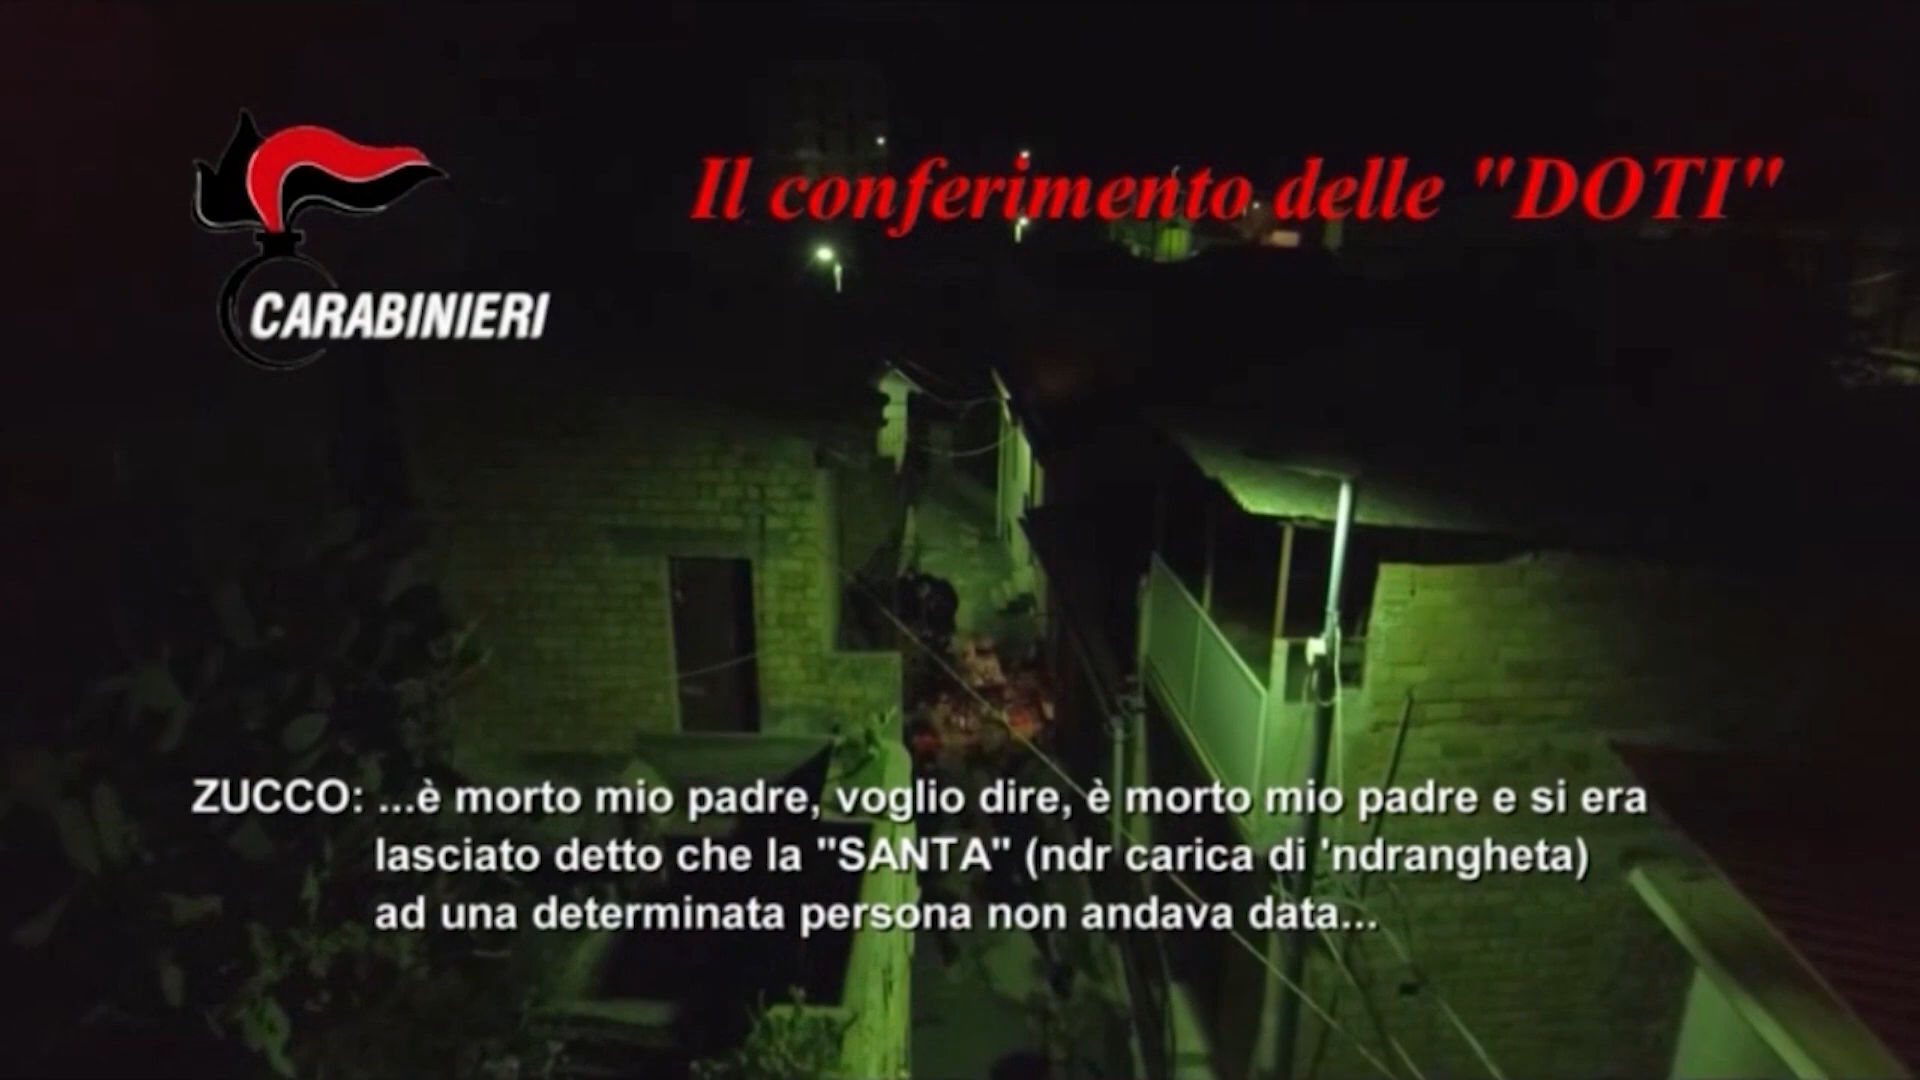 Il conferimento delle "DOTI"
CARABINIERI
ZUCCO: ...è morto mio padre, voglio dire, è morto mio padre e si era
lasciato detto che la "SANTA" (ndr carica di 'ndrangheta)
ad una determinata persona non andava data...